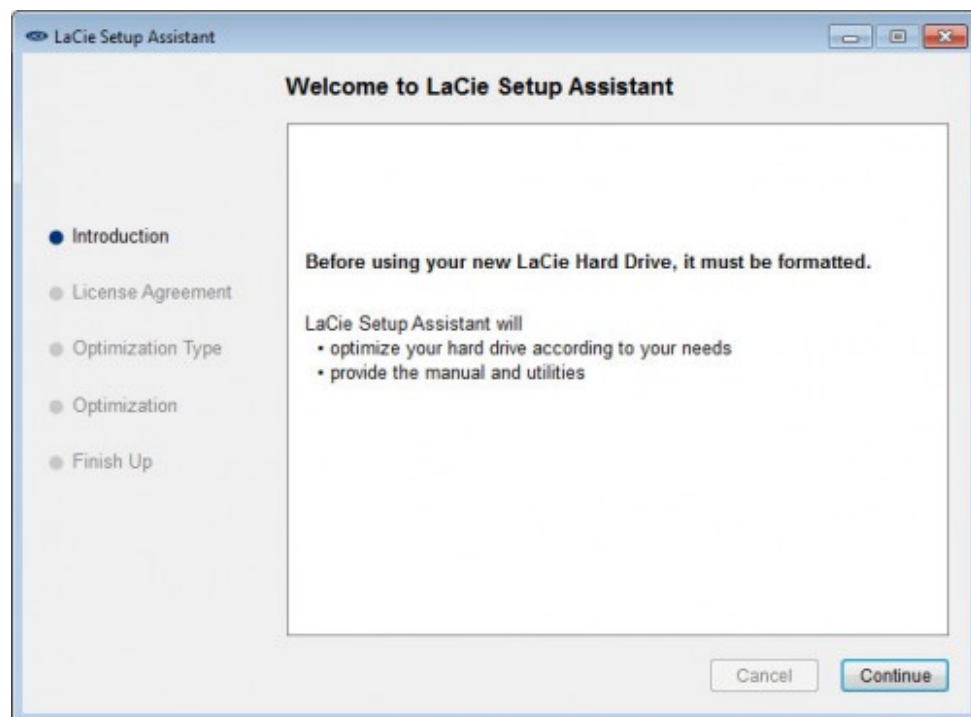 LaCie Setup Assistant
Welcome to LaCie Setup Assistant
Introduction
License Agreement
Optimization Type
Optimization
Finish Up
Before using your new LaCie Hard Drive, it must be formatted.
LaCie Setup Assistant will
• optimize your hard drive according to your needs
• provide the manual and utilities
Cancel
Continue